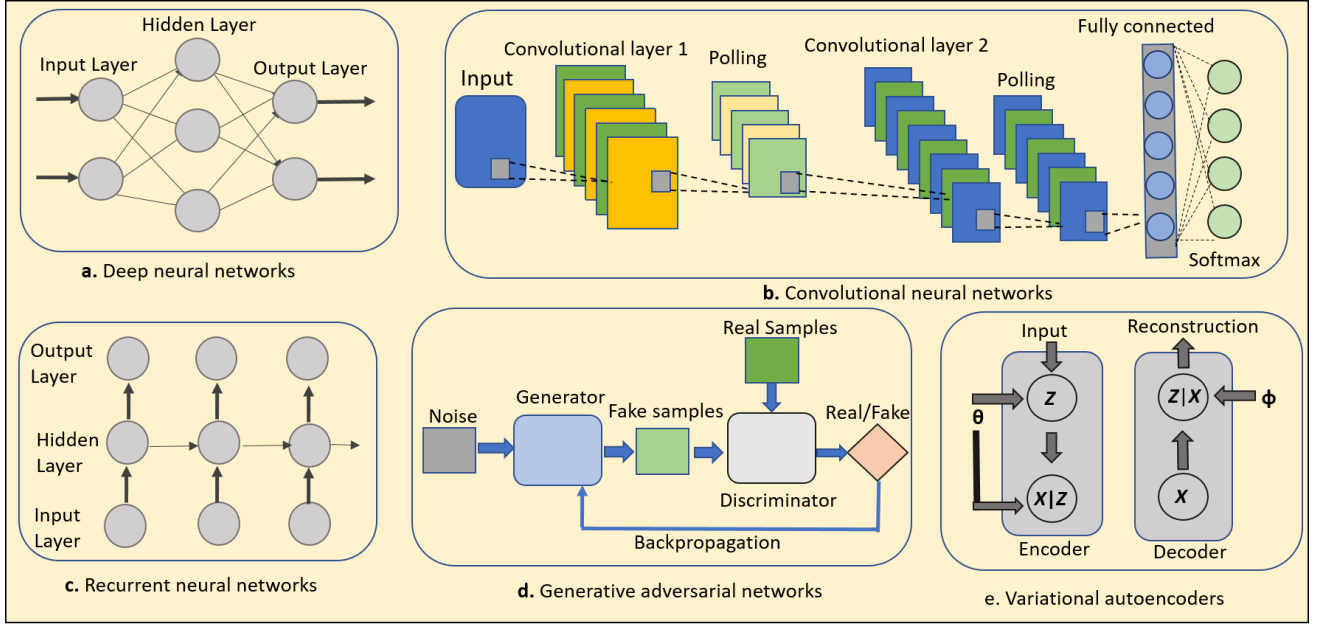 Hidden Layer
Input Layer
Output Layer
a. Deep neural networks
Convolutional layer 1
Input
Polling
Convolutional layer 2
Polling
Fully connected
Softmax
b. Convolutional neural networks
Output
Layer
Hidden
Layer
Input
Layer
c. Recurrent neural networks
Real Samples
Generator
Noise
Fake samples
Real/Fake
Discriminator
Backpropagation
d. Generative adversarial networks
Input
Reconstruction
Z
Z|X
θ
ϕ
X|Z
X
Encoder
Decoder
e. Variational autoencoders